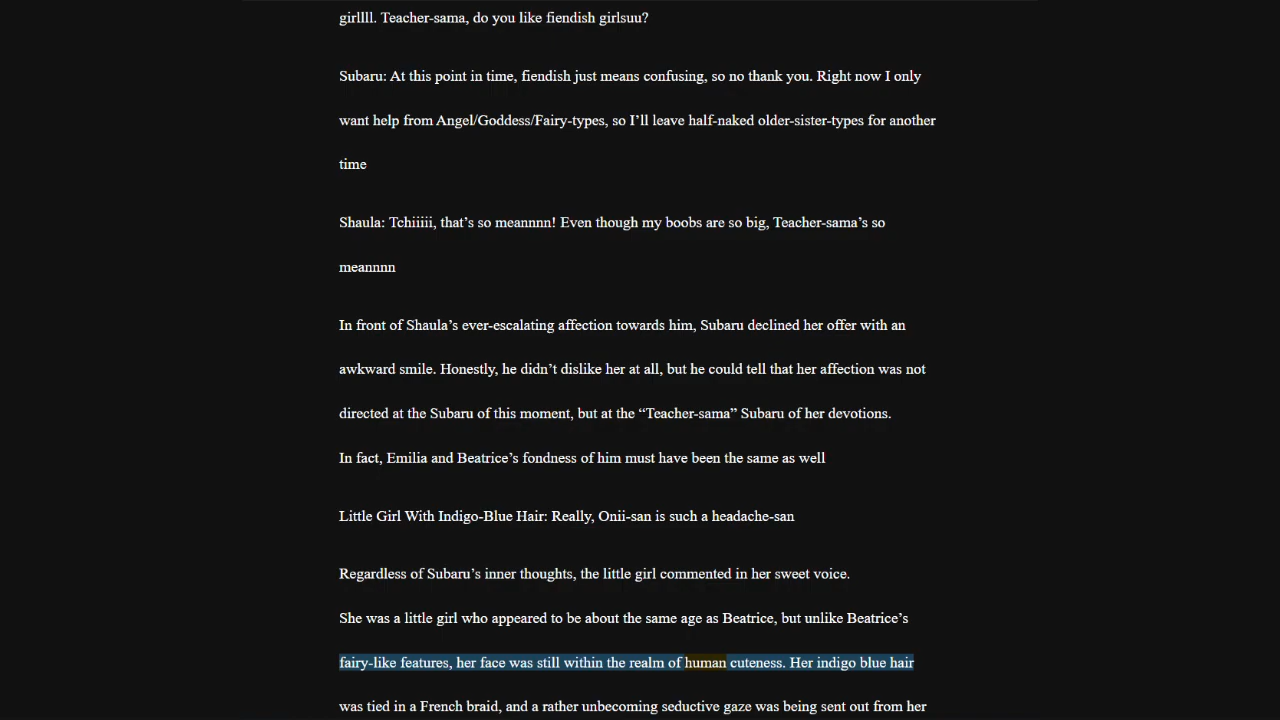 girllll. Teacher-sama, do you like fiendish girlsuu?
Subaru: At this point in time, fiendish just means confusing, so no thank you. Right now I only
want help from Angel/Goddess/Fairy-types, so I’ll leave half-naked older-sister-types for another
time
Shaula: Tchiiiii, that’s so meannnn! Even though my boobs are so big, Teacher-sama’s so
meannnn
In front of Shaula’s ever-escalating affection towards him, Subaru declined her offer with an
awkward smile. Honestly, he didn’t dislike her at all, but he could tell that her affection was not
directed at the Subaru of this moment, but at the “Teacher-sama” Subaru of her devotions.
In fact, Emilia and Beatrice’s fondness of him must have been the same as well
Little Girl With Indigo-Blue Hair: Really, Onii-san is such a headache-san
Regardless of Subaru’s inner thoughts, the little girl commented in her sweet voice.
She was a little girl who appeared to be about the same age as Beatrice, but unlike Beatrice’s
fairy-like features, her face was still within the realm of human cuteness. Her indigo blue hair
was tied in a French braid, and a rather unbecoming seductive gaze was being sent out from her